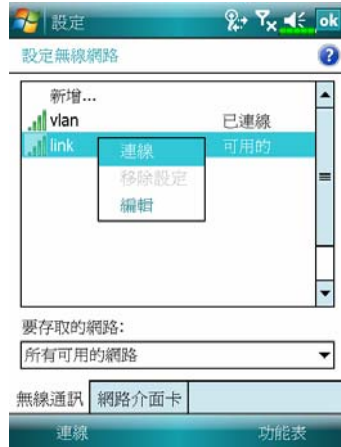 設定
ok
設定無線網路
?
新增...
vlan 已連線
link 可用的
連線
移除設定
編輯
要存取的網路:
所有可用的網路
無線通訊 網路介面卡
連線 功能表